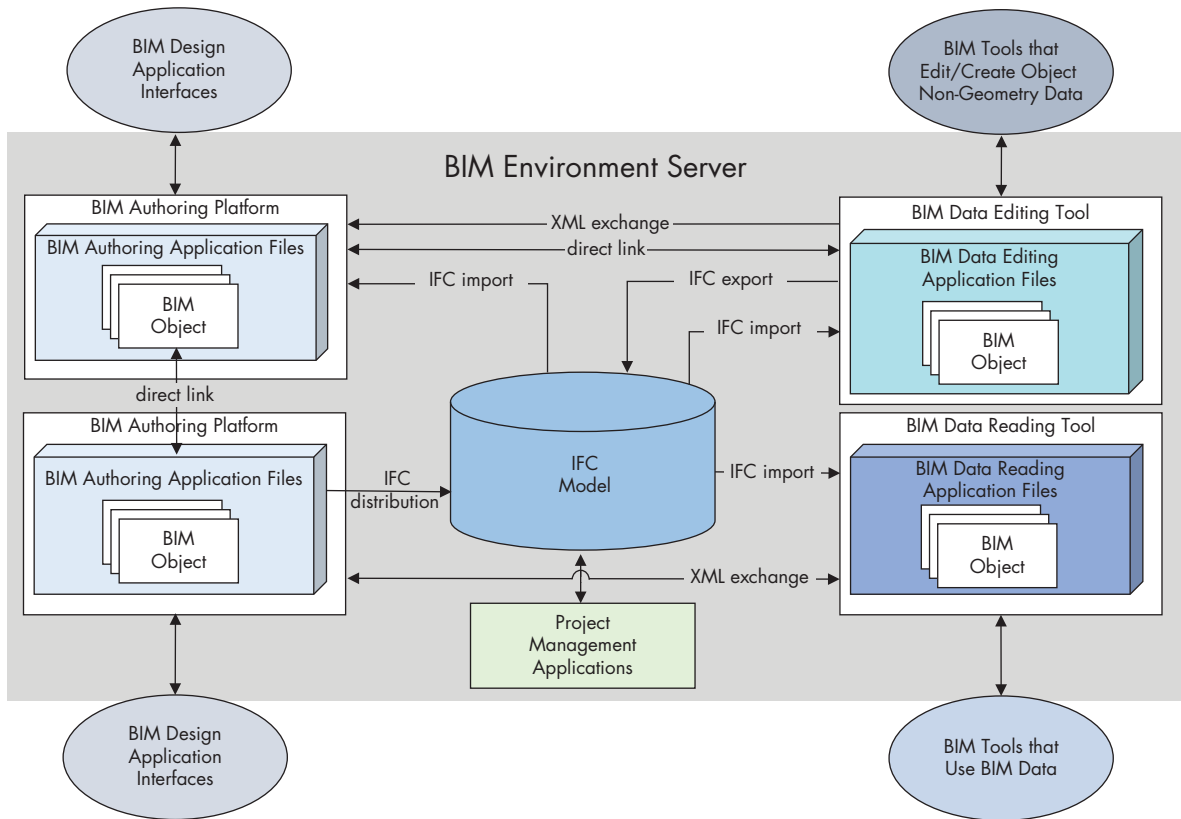 BIM Design
Application
Interfaces
BIM Tools that
Edit/Create Object
Non-Geometry Data
BIM Environment Server
BIM Authoring Platform
BIM Authoring Application Files
BIM
Object
XML exchange
direct link
IFC import
IFC export
IFC import
BIM Data Editing Tool
BIM Data Editing
Application Files
BIM
Object
direct link
BIM Authoring Platform
BIM Authoring Application Files
BIM
Object
IFC
distribution
IFC
Model
IFC import
BIM Data Reading Tool
BIM Data Reading
Application Files
BIM
Object
XML exchange
Project
Management
Applications
BIM Design
Application
Interfaces
BIM Tools that
Use BIM Data